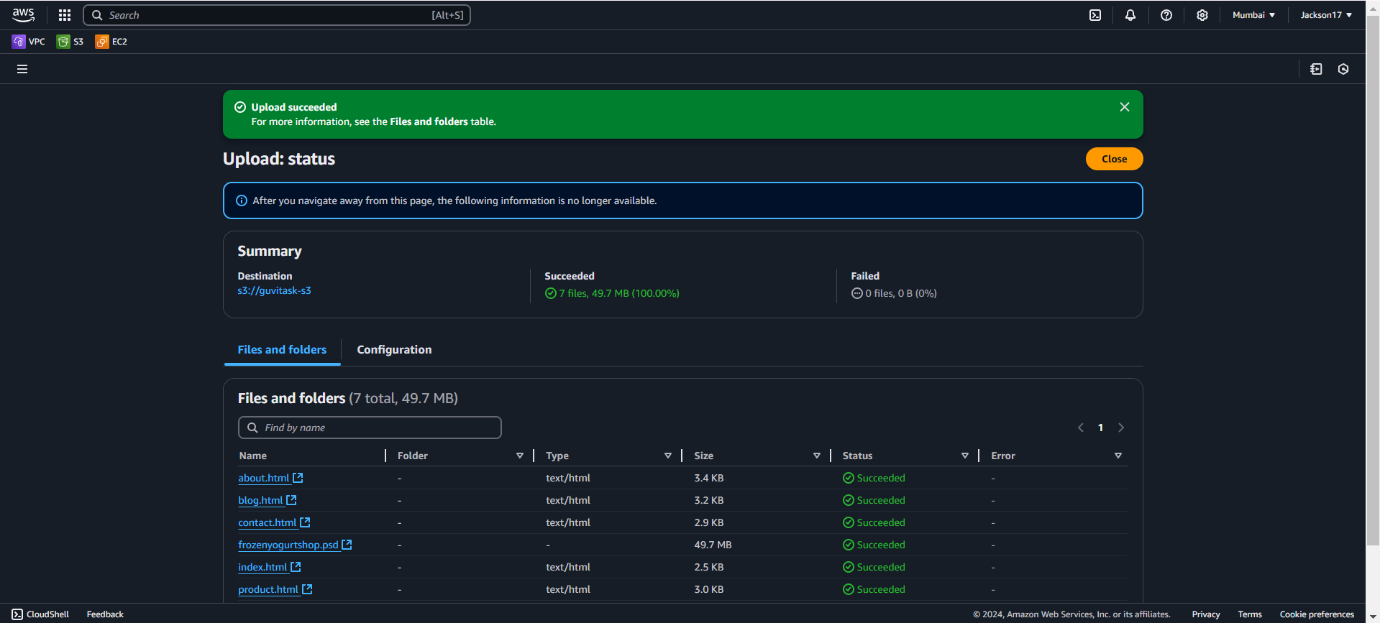 aws Search [Alt+S] Mumbai Jackson17
VPC S3 EC2
Upload succeeded
For more information, see the Files and folders table.
Upload: status Close
After you navigate away from this page, the following information is no longer available.
Summary
Destination Succeeded Failed
s3://guvitask-s3 7 files, 49.7 MB (100.00%) 0 files, 0 B (0%)
Files and folders Configuration
Files and folders (7 total, 49.7 MB)
Find by name 1
Name Folder Type Size Status Error
about.html - text/html 3.4 KB Succeeded -
blog.html - text/html 3.2 KB Succeeded -
contact.html - text/html 2.9 KB Succeeded -
frozenyogurtshop.psd - - 49.7 MB Succeeded -
index.html - text/html 2.5 KB Succeeded -
product.html - text/html 3.0 KB Succeeded -
CloudShell Feedback © 2024, Amazon Web Services, Inc. or its affiliates. Privacy Terms Cookie preferences